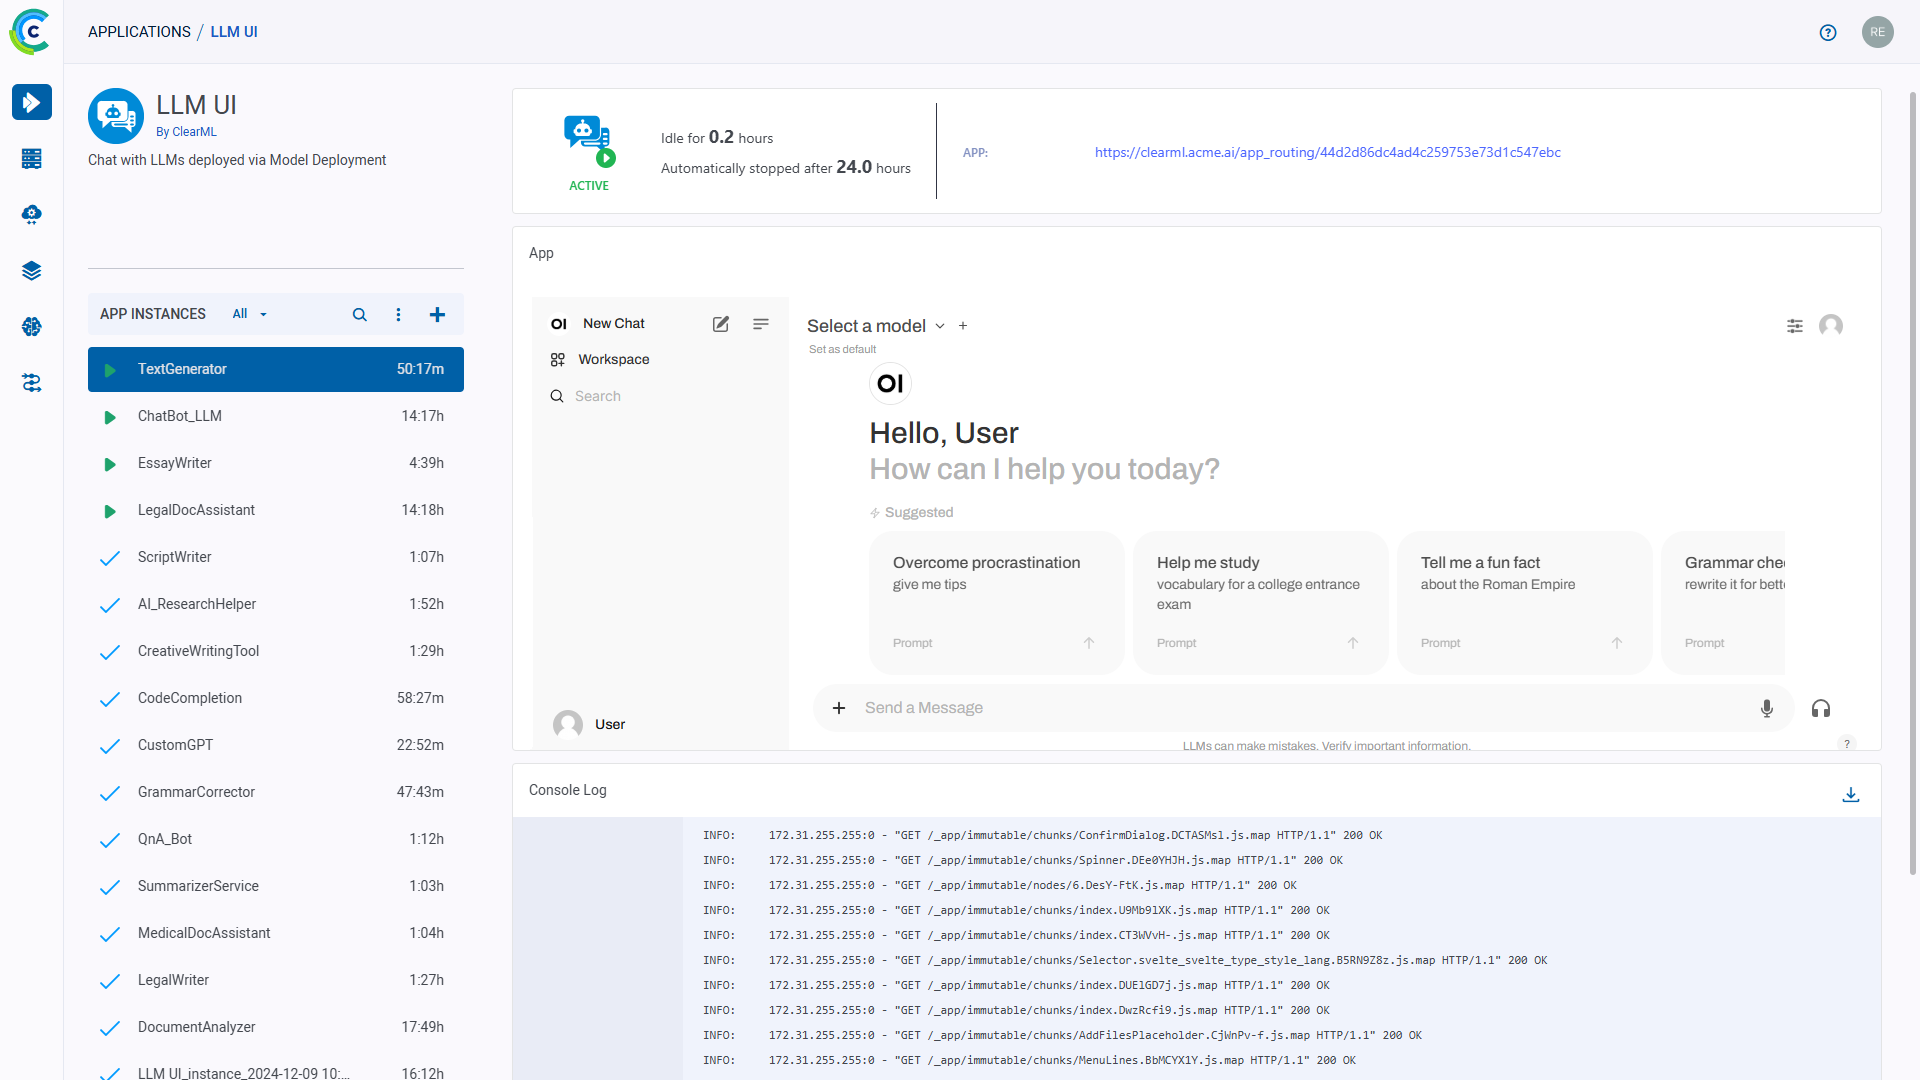 APPLICATIONS / LLM UI
RE
LLM UI
By ClearML
Chat with LLMs deployed via Model Deployment
APP INSTANCES All
TextGenerator 50:17m
ChatBot_LLM 14:17h
EssayWriter 4:39h
LegalDocAssistant 14:18h
ScriptWriter 1:07h
AI_ResearchHelper 1:52h
CreativeWritingTool 1:29h
CodeCompletion 58:27m
CustomGPT 22:52m
GrammarCorrector 47:43m
QnA_Bot 1:12h
SummarizerService 1:03h
MedicalDocAssistant 1:04h
LegalWriter 1:27h
DocumentAnalyzer 17:49h
LLM UI_instance_2024-12-09 10:... 16:12h
ACTIVE
Idle for 0.2 hours
Automatically stopped after 24.0 hours
APP: https://clearml.acme.ai/app_routing/44d2d86dc4ad4c259753e73d1c547ebc
App
OI New Chat
Workspace
Search
User
Select a model +
Set as default
OI
Hello, User
How can I help you today?
Suggested
Overcome procrastination
give me tips
Prompt
Help me study
vocabulary for a college entrance
exam
Prompt
Tell me a fun fact
about the Roman Empire
Prompt
Grammar che
rewrite it for bette
Prompt
+ Send a Message
LLMs can make mistakes. Verify important information.
?
Console Log
INFO: 172.31.255.255:0 - "GET /_app/immutable/chunks/ConfirmDialog.DCTASMsl.js.map HTTP/1.1" 200 OK
INFO: 172.31.255.255:0 - "GET /_app/immutable/chunks/Spinner.DEe0YHJH.js.map HTTP/1.1" 200 OK
INFO: 172.31.255.255:0 - "GET /_app/immutable/nodes/6.DesY-FtK.js.map HTTP/1.1" 200 OK
INFO: 172.31.255.255:0 - "GET /_app/immutable/chunks/index.U9Mb9lXK.js.map HTTP/1.1" 200 OK
INFO: 172.31.255.255:0 - "GET /_app/immutable/chunks/index.CT3WVvH-.js.map HTTP/1.1" 200 OK
INFO: 172.31.255.255:0 - "GET /_app/immutable/chunks/Selector.svelte_svelte_type_style_lang.B5RN9Z8z.js.map HTTP/1.1" 200 OK
INFO: 172.31.255.255:0 - "GET /_app/immutable/chunks/index.DUElGD7j.js.map HTTP/1.1" 200 OK
INFO: 172.31.255.255:0 - "GET /_app/immutable/chunks/index.DwzRcfi9.js.map HTTP/1.1" 200 OK
INFO: 172.31.255.255:0 - "GET /_app/immutable/chunks/AddFilesPlaceholder.CjWnPv-f.js.map HTTP/1.1" 200 OK
INFO: 172.31.255.255:0 - "GET /_app/immutable/chunks/MenuLines.BbMCYX1Y.js.map HTTP/1.1" 200 OK